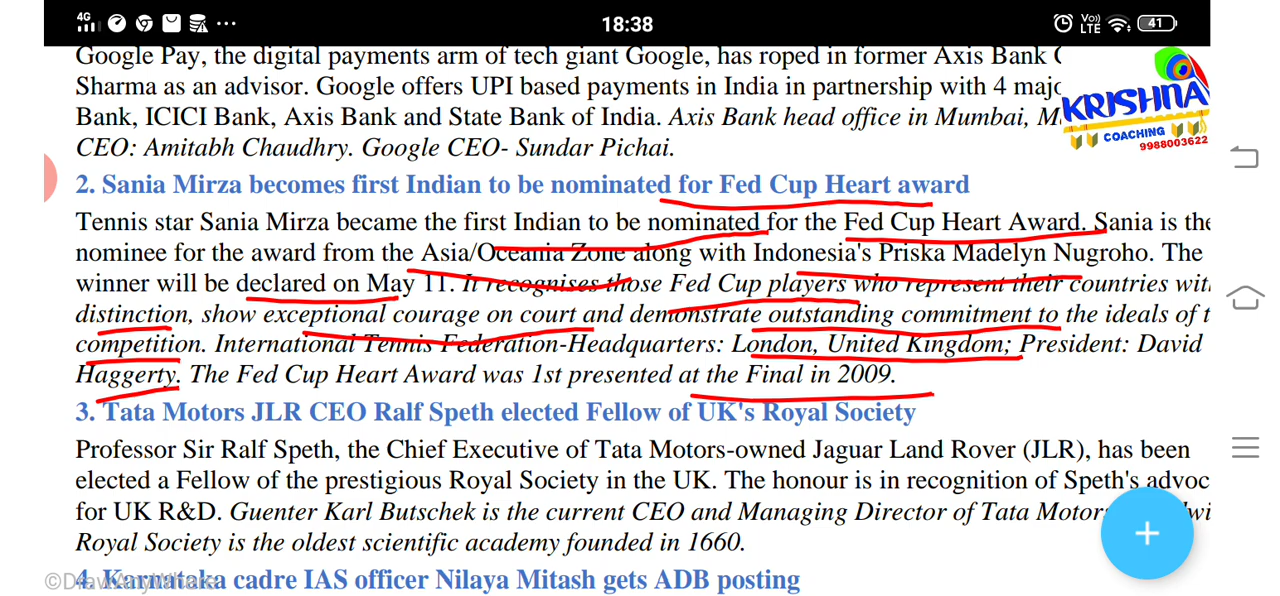 4G
18:38
Vo)
LTE
41
Google Pay, the digital payments arm of tech giant Google, has roped in former Axis Bank
Sharma as an advisor. Google offers UPI based payments in India in partnership with 4
Bank, ICICI Bank, Axis Bank and State Bank of India. Axis Bank head office in Mumbai,
CEO: Amitabh Chaudhry. Google CEO- Sundar Pichai.
KRISHNA
COACHING
9988003622
2. Sania Mirza becomes first Indian to be nominated for Fed Cup Heart award
Tennis star Sania Mirza became the first Indian to be nominated for the Fed Cup Heart Award. Sania is the
nominee for the award from the Asia/Oceania Zone along with Indonesia's Priska Madelyn Nugroho. The
winner will be declared on May 11. It recognises those Fed Cup players who represent their countries with
distinction, show exceptional courage on court and demonstrate outstanding commitment to the ideals of
competition. International Tennis Federation-Headquarters: London, United Kingdom; President: David
Haggerty. The Fed Cup Heart Award was 1st presented at the Final in 2009.
3. Tata Motors JLR CEO Ralf Speth elected Fellow of UK's Royal Society
Professor Sir Ralf Speth, the Chief Executive of Tata Motors-owned Jaguar Land Rover (JLR), has been
elected a Fellow of the prestigious Royal Society in the UK. The honour is in recognition of Speth's
for UK R&D. Guenter Karl Butschek is the current CEO and Managing Director of Tata
Royal Society is the oldest scientific academy founded in 1660.
4. Karnataka cadre IAS officer Nilaya Mitash gets ADB posting
©DrawAnyWhere